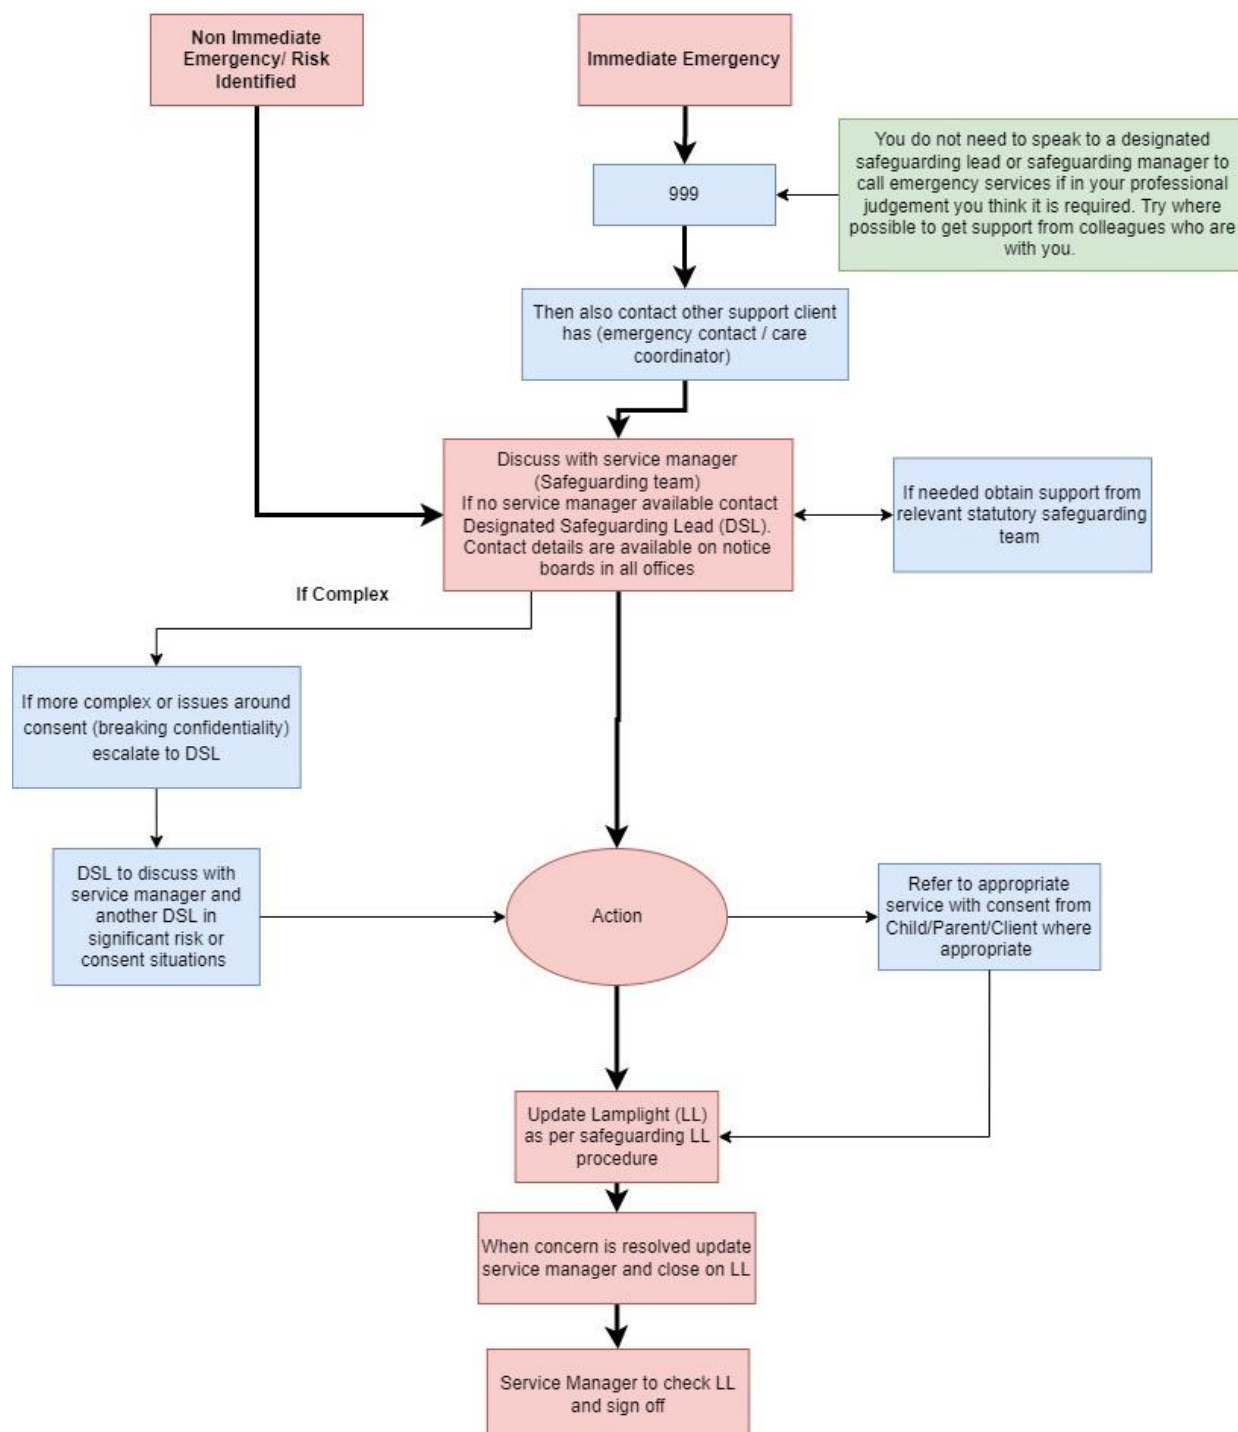 Non Immediate
Emergency/ Risk
Identified
Immediate Emergency
You do not need to speak to a designated
safeguarding lead or safeguarding manager to
call emergency services if in your professional
judgement you think it is required. Try where
possible to get support from colleagues who are
with you.
999
Then also contact other support client
has (emergency contact / care
coordinator)
Discuss with service manager
(Safeguarding team)
If no service manager available contact
Designated Safeguarding Lead (DSL).
Contact details are available on notice
boards in all offices
If needed obtain support from
relevant statutory safeguarding
team
If Complex
If more complex or issues around
consent (breaking confidentiality)
escalate to DSL
DSL to discuss with
service manager and
another DSL in
significant risk or
consent situations
Action
Refer to appropriate
service with consent from
Child/Parent/Client where
appropriate
Update Lamplight (LL)
as per safeguarding LL
procedure
When concern is resolved update
service manager and close on LL
Service Manager to check LL
and sign off